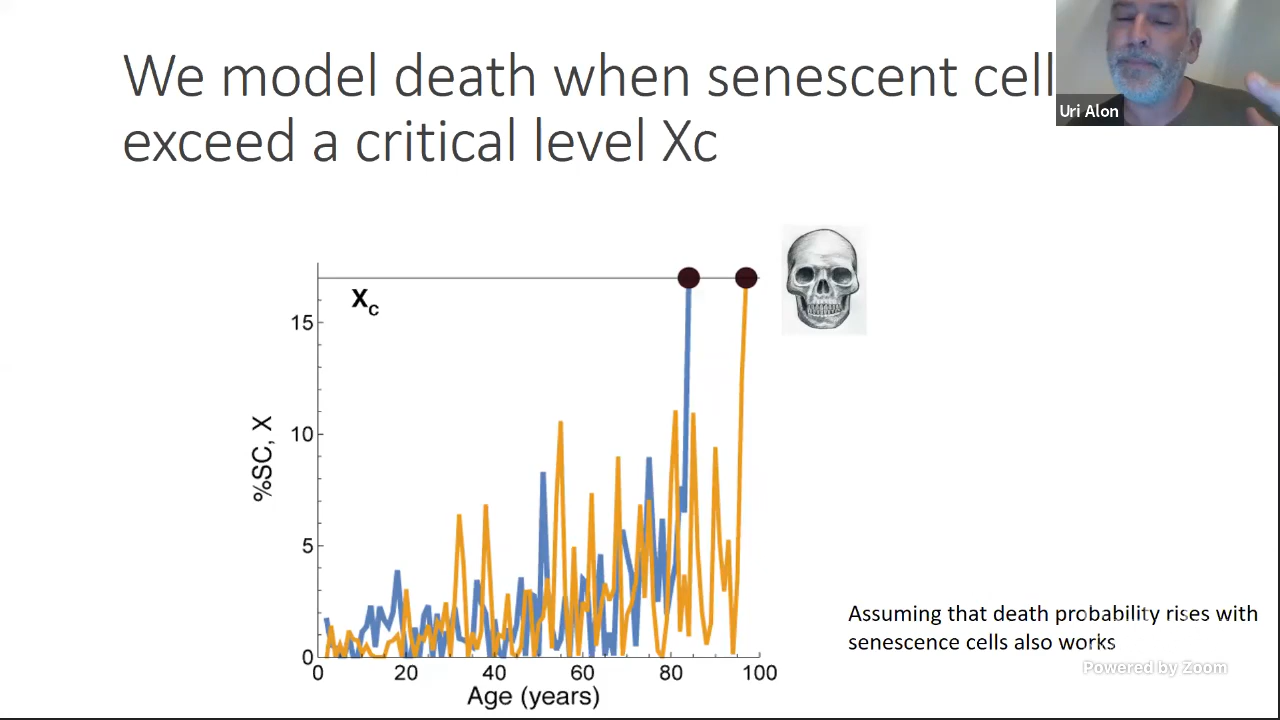 We model death when senescent cell
exceed a critical level Xc
Uri Alon
Xc
15
10
5
0
%SC, X
0 20 40 60 80 100
Age (years)
Assuming that death probability rises with
senescence cells also works
Powered by Zoom